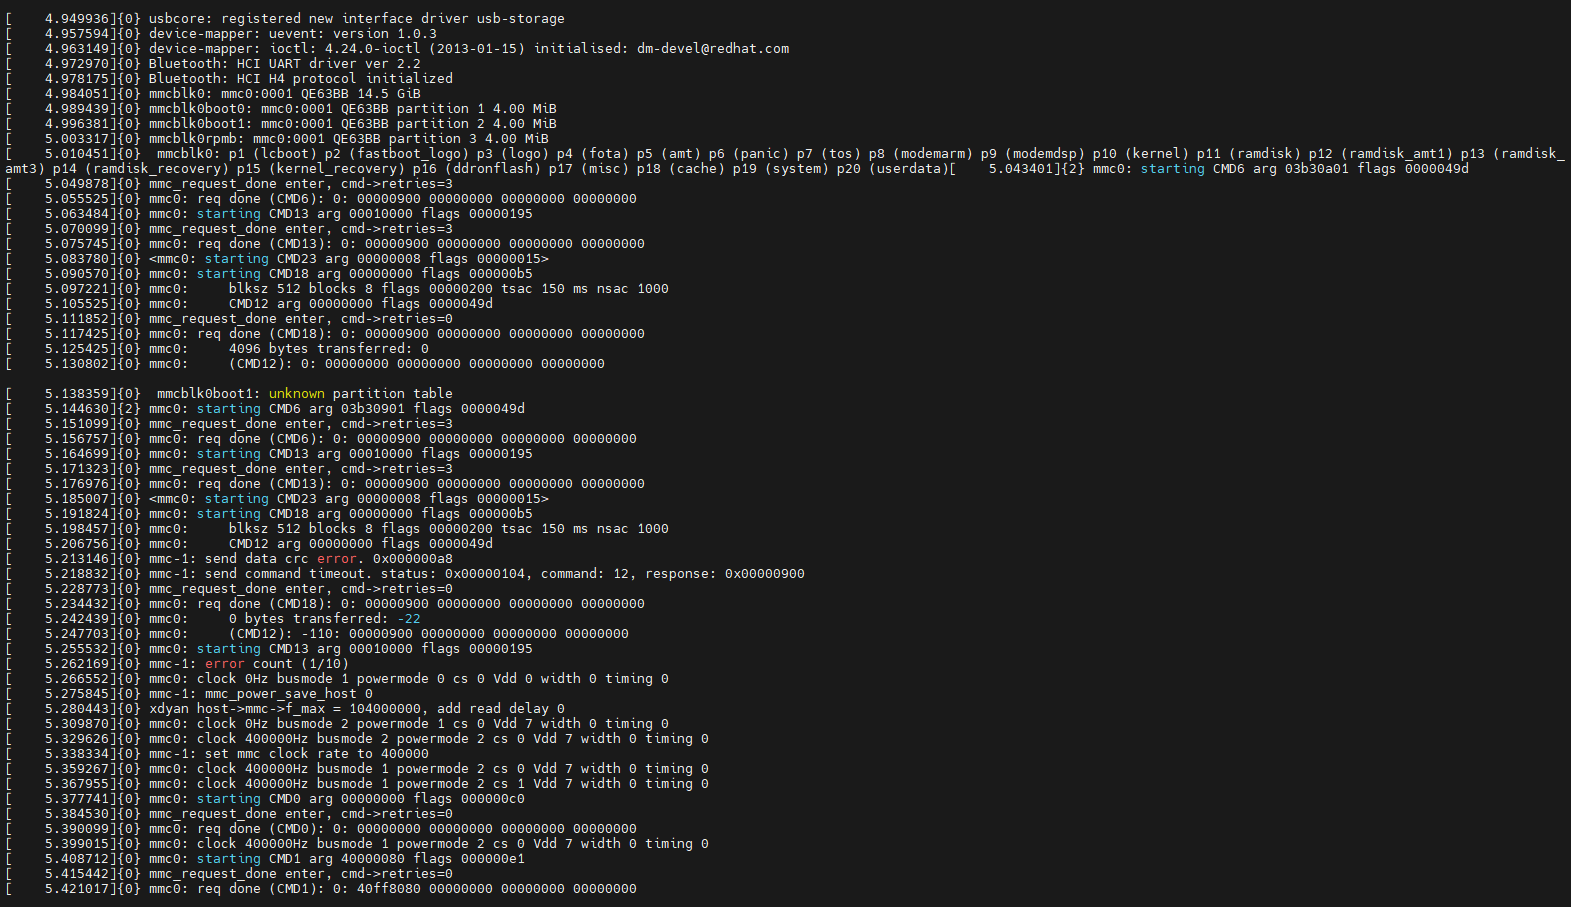 [    4.949936]{0} usbcore: registered new interface driver usb-storage
[    4.957594]{0} device-mapper: uevent: version 1.0.3
[    4.963149]{0} device-mapper: ioctl: 4.24.0-ioctl (2013-01-15) initialised: dm-devel@redhat.com
[    4.972970]{0} Bluetooth: HCI UART driver ver 2.2
[    4.978175]{0} Bluetooth: HCI H4 protocol initialized
[    4.984051]{0} mmcblk0: mmc0:0001 QE63BB 14.5 GiB
[    4.989439]{0} mmcblk0boot0: mmc0:0001 QE63BB partition 1 4.00 MiB
[    4.996381]{0} mmcblk0boot1: mmc0:0001 QE63BB partition 2 4.00 MiB
[    5.003317]{0} mmcblk0rpmb: mmc0:0001 QE63BB partition 3 4.00 MiB
[    5.010451]{0}  mmcblk0: p1 (lcboot) p2 (fastboot_logo) p3 (logo) p4 (fota) p5 (amt) p6 (panic) p7 (tos) p8 (modemarm) p9 (modemdsp) p10 (kernel) p11 (ramdisk) p12 (ramdisk_amt1) p13 (ramdisk_
amt3) p14 (ramdisk_recovery) p15 (kernel_recovery) p16 (ddronflash) p17 (misc) p18 (cache) p19 (system) p20 (userdata)[    5.043401]{2} mmc0: starting CMD6 arg 03b30a01 flags 0000049d
[    5.049878]{0} mmc_request_done enter, cmd->retries=3
[    5.055525]{0} mmc0: req done (CMD6): 0: 00000900 00000000 00000000 00000000
[    5.063484]{0} mmc0: starting CMD13 arg 00010000 flags 00000195
[    5.070099]{0} mmc_request_done enter, cmd->retries=3
[    5.075745]{0} mmc0: req done (CMD13): 0: 00000900 00000000 00000000 00000000
[    5.083780]{0} <mmc0: starting CMD23 arg 00000008 flags 00000015>
[    5.090570]{0} mmc0: starting CMD18 arg 00000000 flags 000000b5
[    5.097221]{0} mmc0:     blksz 512 blocks 8 flags 00000200 tsac 150 ms nsac 1000
[    5.105525]{0} mmc0:     CMD12 arg 00000000 flags 0000049d
[    5.111852]{0} mmc_request_done enter, cmd->retries=0
[    5.117425]{0} mmc0: req done (CMD18): 0: 00000900 00000000 00000000 00000000
[    5.125425]{0} mmc0:     4096 bytes transferred: 0
[    5.130802]{0} mmc0:     (CMD12): 0: 00000000 00000000 00000000 00000000
[    5.138359]{0}  mmcblk0boot1: unknown partition table
[    5.144630]{2} mmc0: starting CMD6 arg 03b30901 flags 0000049d
[    5.151099]{0} mmc_request_done enter, cmd->retries=3
[    5.156757]{0} mmc0: req done (CMD6): 0: 00000900 00000000 00000000 00000000
[    5.164699]{0} mmc0: starting CMD13 arg 00010000 flags 00000195
[    5.171323]{0} mmc_request_done enter, cmd->retries=3
[    5.176976]{0} mmc0: req done (CMD13): 0: 00000900 00000000 00000000 00000000
[    5.185007]{0} <mmc0: starting CMD23 arg 00000008 flags 00000015>
[    5.191824]{0} mmc0: starting CMD18 arg 00000000 flags 000000b5
[    5.198457]{0} mmc0:     blksz 512 blocks 8 flags 00000200 tsac 150 ms nsac 1000
[    5.206756]{0} mmc0:     CMD12 arg 00000000 flags 0000049d
[    5.213146]{0} mmc-1: send data crc error. 0x000000a8
[    5.218832]{0} mmc-1: send command timeout. status: 0x00000104, command: 12, response: 0x00000900
[    5.228773]{0} mmc_request_done enter, cmd->retries=0
[    5.234432]{0} mmc0: req done (CMD18): 0: 00000900 00000000 00000000 00000000
[    5.242439]{0} mmc0:     0 bytes transferred: -22
[    5.247703]{0} mmc0:     (CMD12): -110: 00000900 00000000 00000000 00000000
[    5.255532]{0} mmc0: starting CMD13 arg 00010000 flags 00000195
[    5.262169]{0} mmc-1: error count (1/10)
[    5.266552]{0} mmc0: clock 0Hz busmode 1 powermode 0 cs 0 Vdd 0 width 0 timing 0
[    5.275845]{0} mmc-1: mmc_power_save_host 0
[    5.280443]{0} xdyan host->mmc->f_max = 104000000, add read delay 0
[    5.309870]{0} mmc0: clock 0Hz busmode 2 powermode 1 cs 0 Vdd 7 width 0 timing 0
[    5.329626]{0} mmc0: clock 400000Hz busmode 2 powermode 2 cs 0 Vdd 7 width 0 timing 0
[    5.338334]{0} mmc-1: set mmc clock rate to 400000
[    5.359267]{0} mmc0: clock 400000Hz busmode 1 powermode 2 cs 0 Vdd 7 width 0 timing 0
[    5.367955]{0} mmc0: clock 400000Hz busmode 1 powermode 2 cs 1 Vdd 7 width 0 timing 0
[    5.377741]{0} mmc0: starting CMD0 arg 00000000 flags 000000c0
[    5.384530]{0} mmc_request_done enter, cmd->retries=0
[    5.390099]{0} mmc0: req done (CMD0): 0: 00000000 00000000 00000000 00000000
[    5.399015]{0} mmc0: clock 400000Hz busmode 1 powermode 2 cs 0 Vdd 7 width 0 timing 0
[    5.408712]{0} mmc0: starting CMD1 arg 40000080 flags 000000e1
[    5.415442]{0} mmc_request_done enter, cmd->retries=0
[    5.421017]{0} mmc0: req done (CMD1): 0: 40ff8080 00000000 00000000 00000000